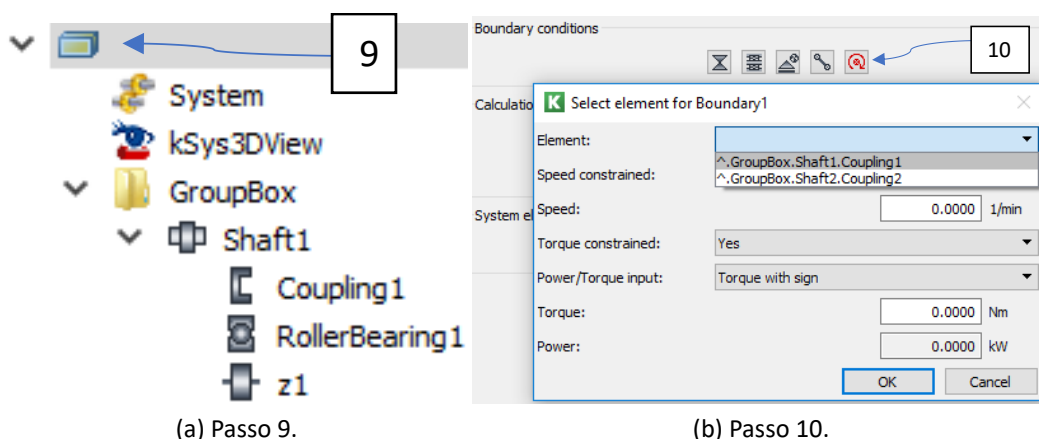 9
System
kSys3DView
GroupBox
Shaft1
Coupling1
RollerBearing1
z1
(a) Passo 9.
Boundary conditions
10
Calculatio
Select element for Boundary1
Element:
^.GroupBox.Shaft1.Coupling1
^.GroupBox.Shaft2.Coupling2
Speed constrained:
System el
Speed: 0.0000 1/min
Torque constrained: Yes
Power/Torque input: Torque with sign
Torque: 0.0000 Nm
Power: 0.0000 kW
OK Cancel
(b) Passo 10.